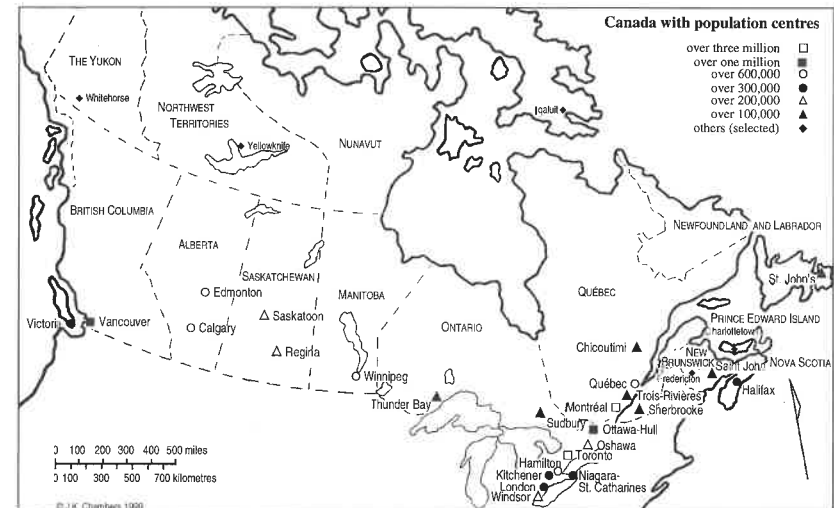 Canada with population centres
over three million
over one million
over 600,000
over 300,000
over 200,000
over 100,000
others (selected)
THE YUKON
Whitehorse
NORTHWEST
TERRITORIES
Yellowknife
NUNAVUT
Iqaluit
BRITISH COLUMBIA
ALBERTA
SASKATCHEWAN
MANITOBA
ONTARIO
QUÉBEC
NEWFOUNDLAND AND LABRADOR
St. John's
PRINCE EDWARD ISLAND
harlottetown
NEW
BRUNSWICK
NOVA SCOTIA
Edmonton
Calgary
Saskatoon
Regina
Winnipeg
Victoria
Vancouver
Thunder Bay
Chicoutimi
Québec
Fredericton
Saint John
Halifax
Trois-Rivières
Montréal
Sherbrooke
Sudbury
Ottawa-Hull
Oshawa
Toronto
Hamilton
Kitchener
Niagara-
St. Catharines
London
Windsor
0 100 200 300 400 500 miles
0 100 300 500 700 kilometres
© J.K. Chambers 1999